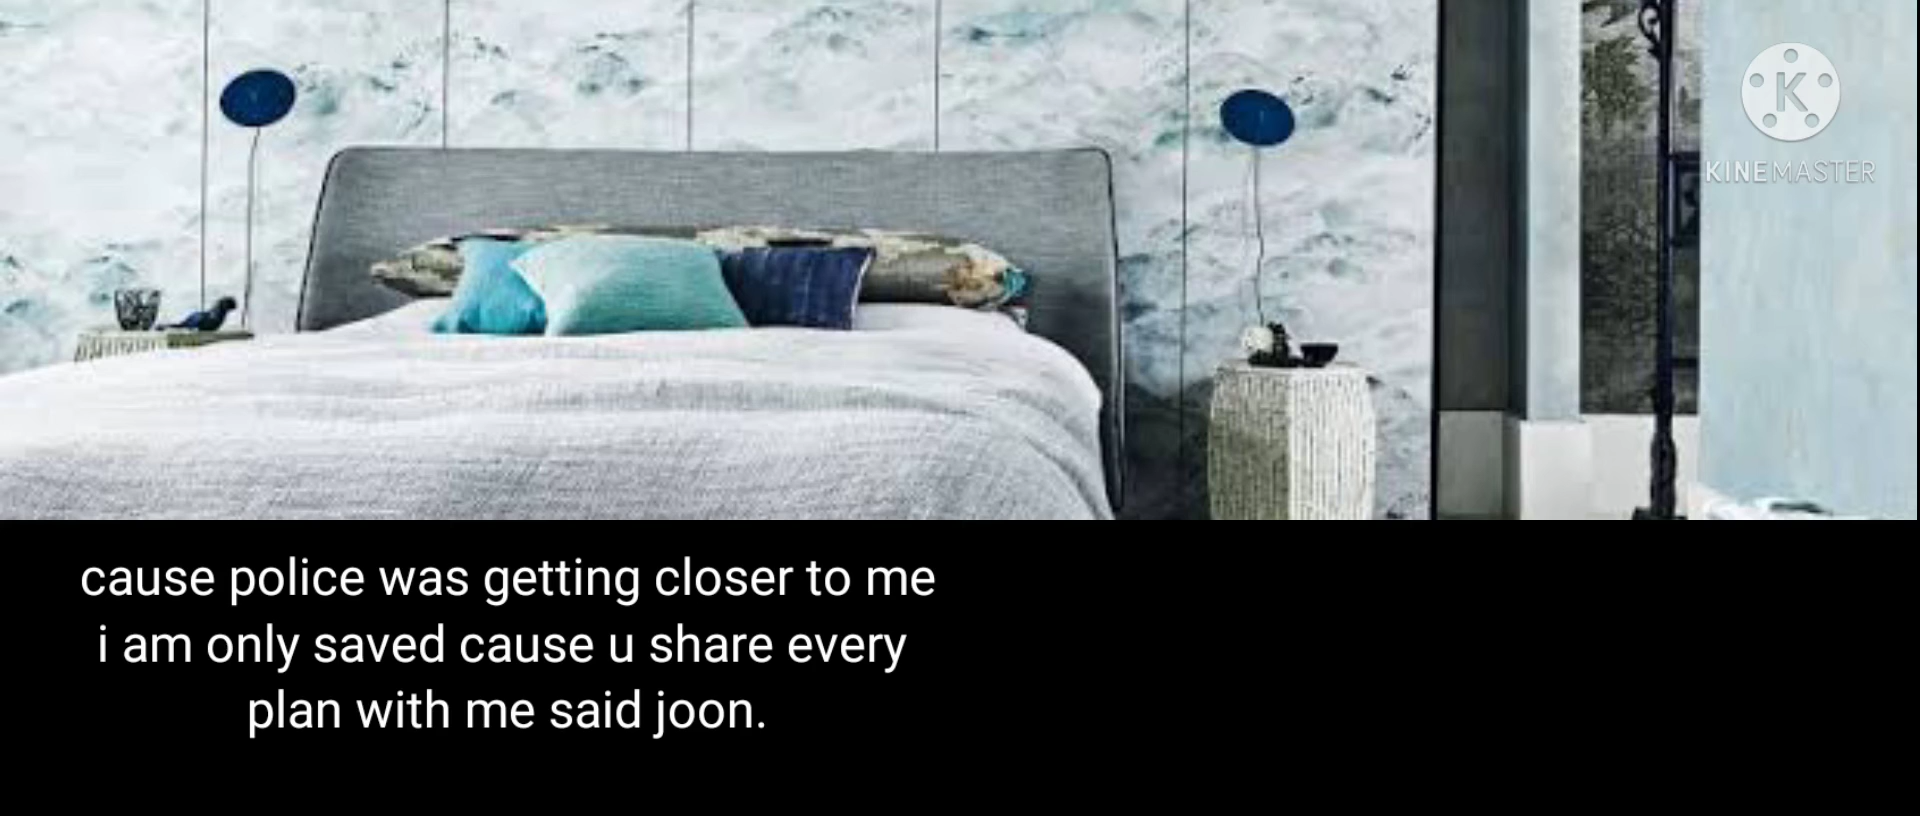 K
KINEMASTER
cause police was getting closer to me
i am only saved cause u share every
plan with me said joon.